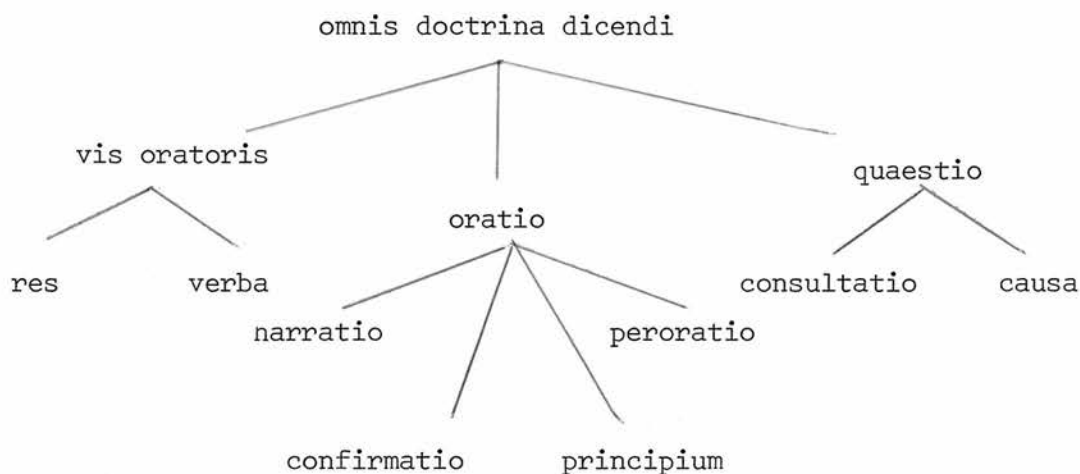 omnis doctrina dicendi
vis oratoris
quaestio
oratio
res verba consultatio causa
narratio peroratio
confirmatio principium